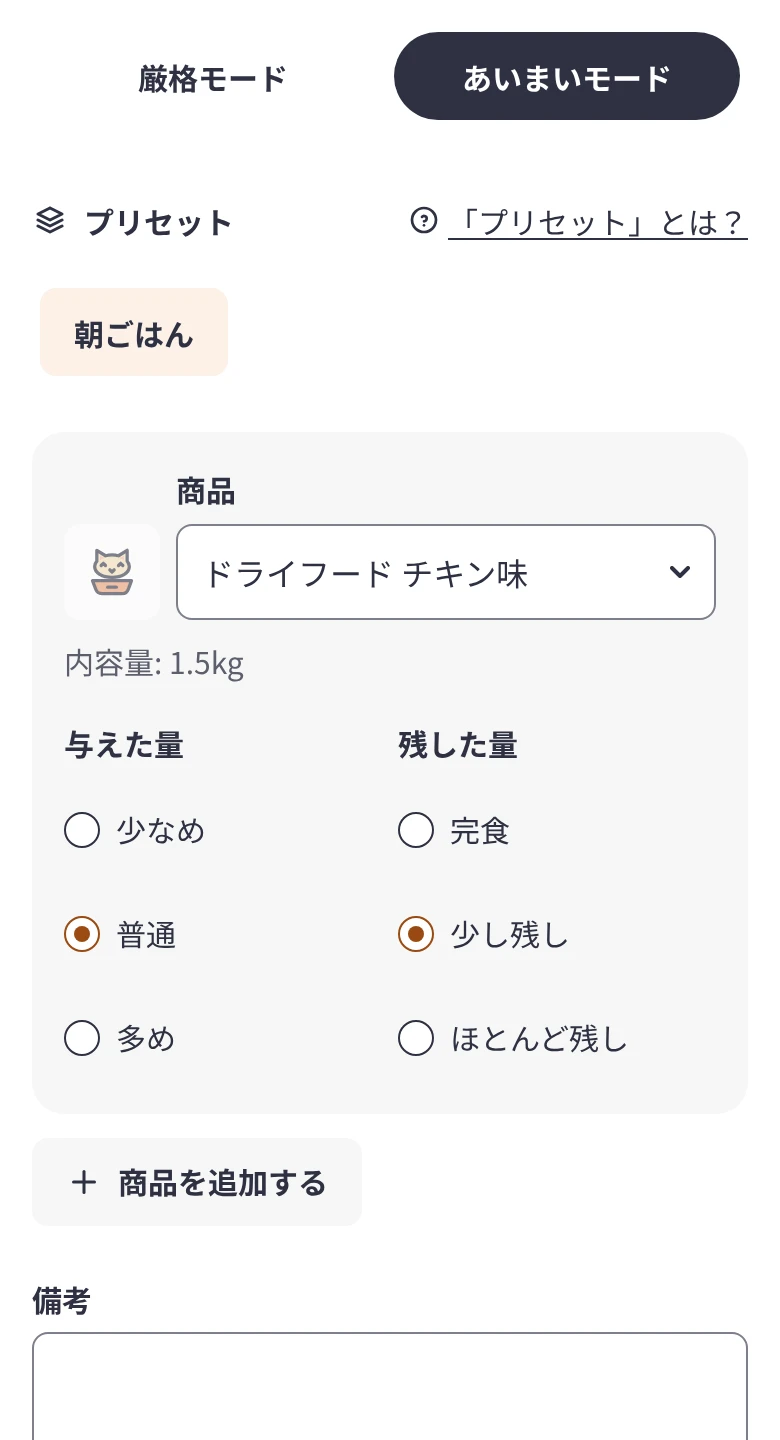 厳格モード
あいまいモード
プリセット
「プリセット」とは？
朝ごはん
商品
ドライフード チキン味
内容量: 1.5kg
与えた量
残した量
少なめ
完食
普通
少し残し
多め
ほとんど残し
商品を追加する
備考